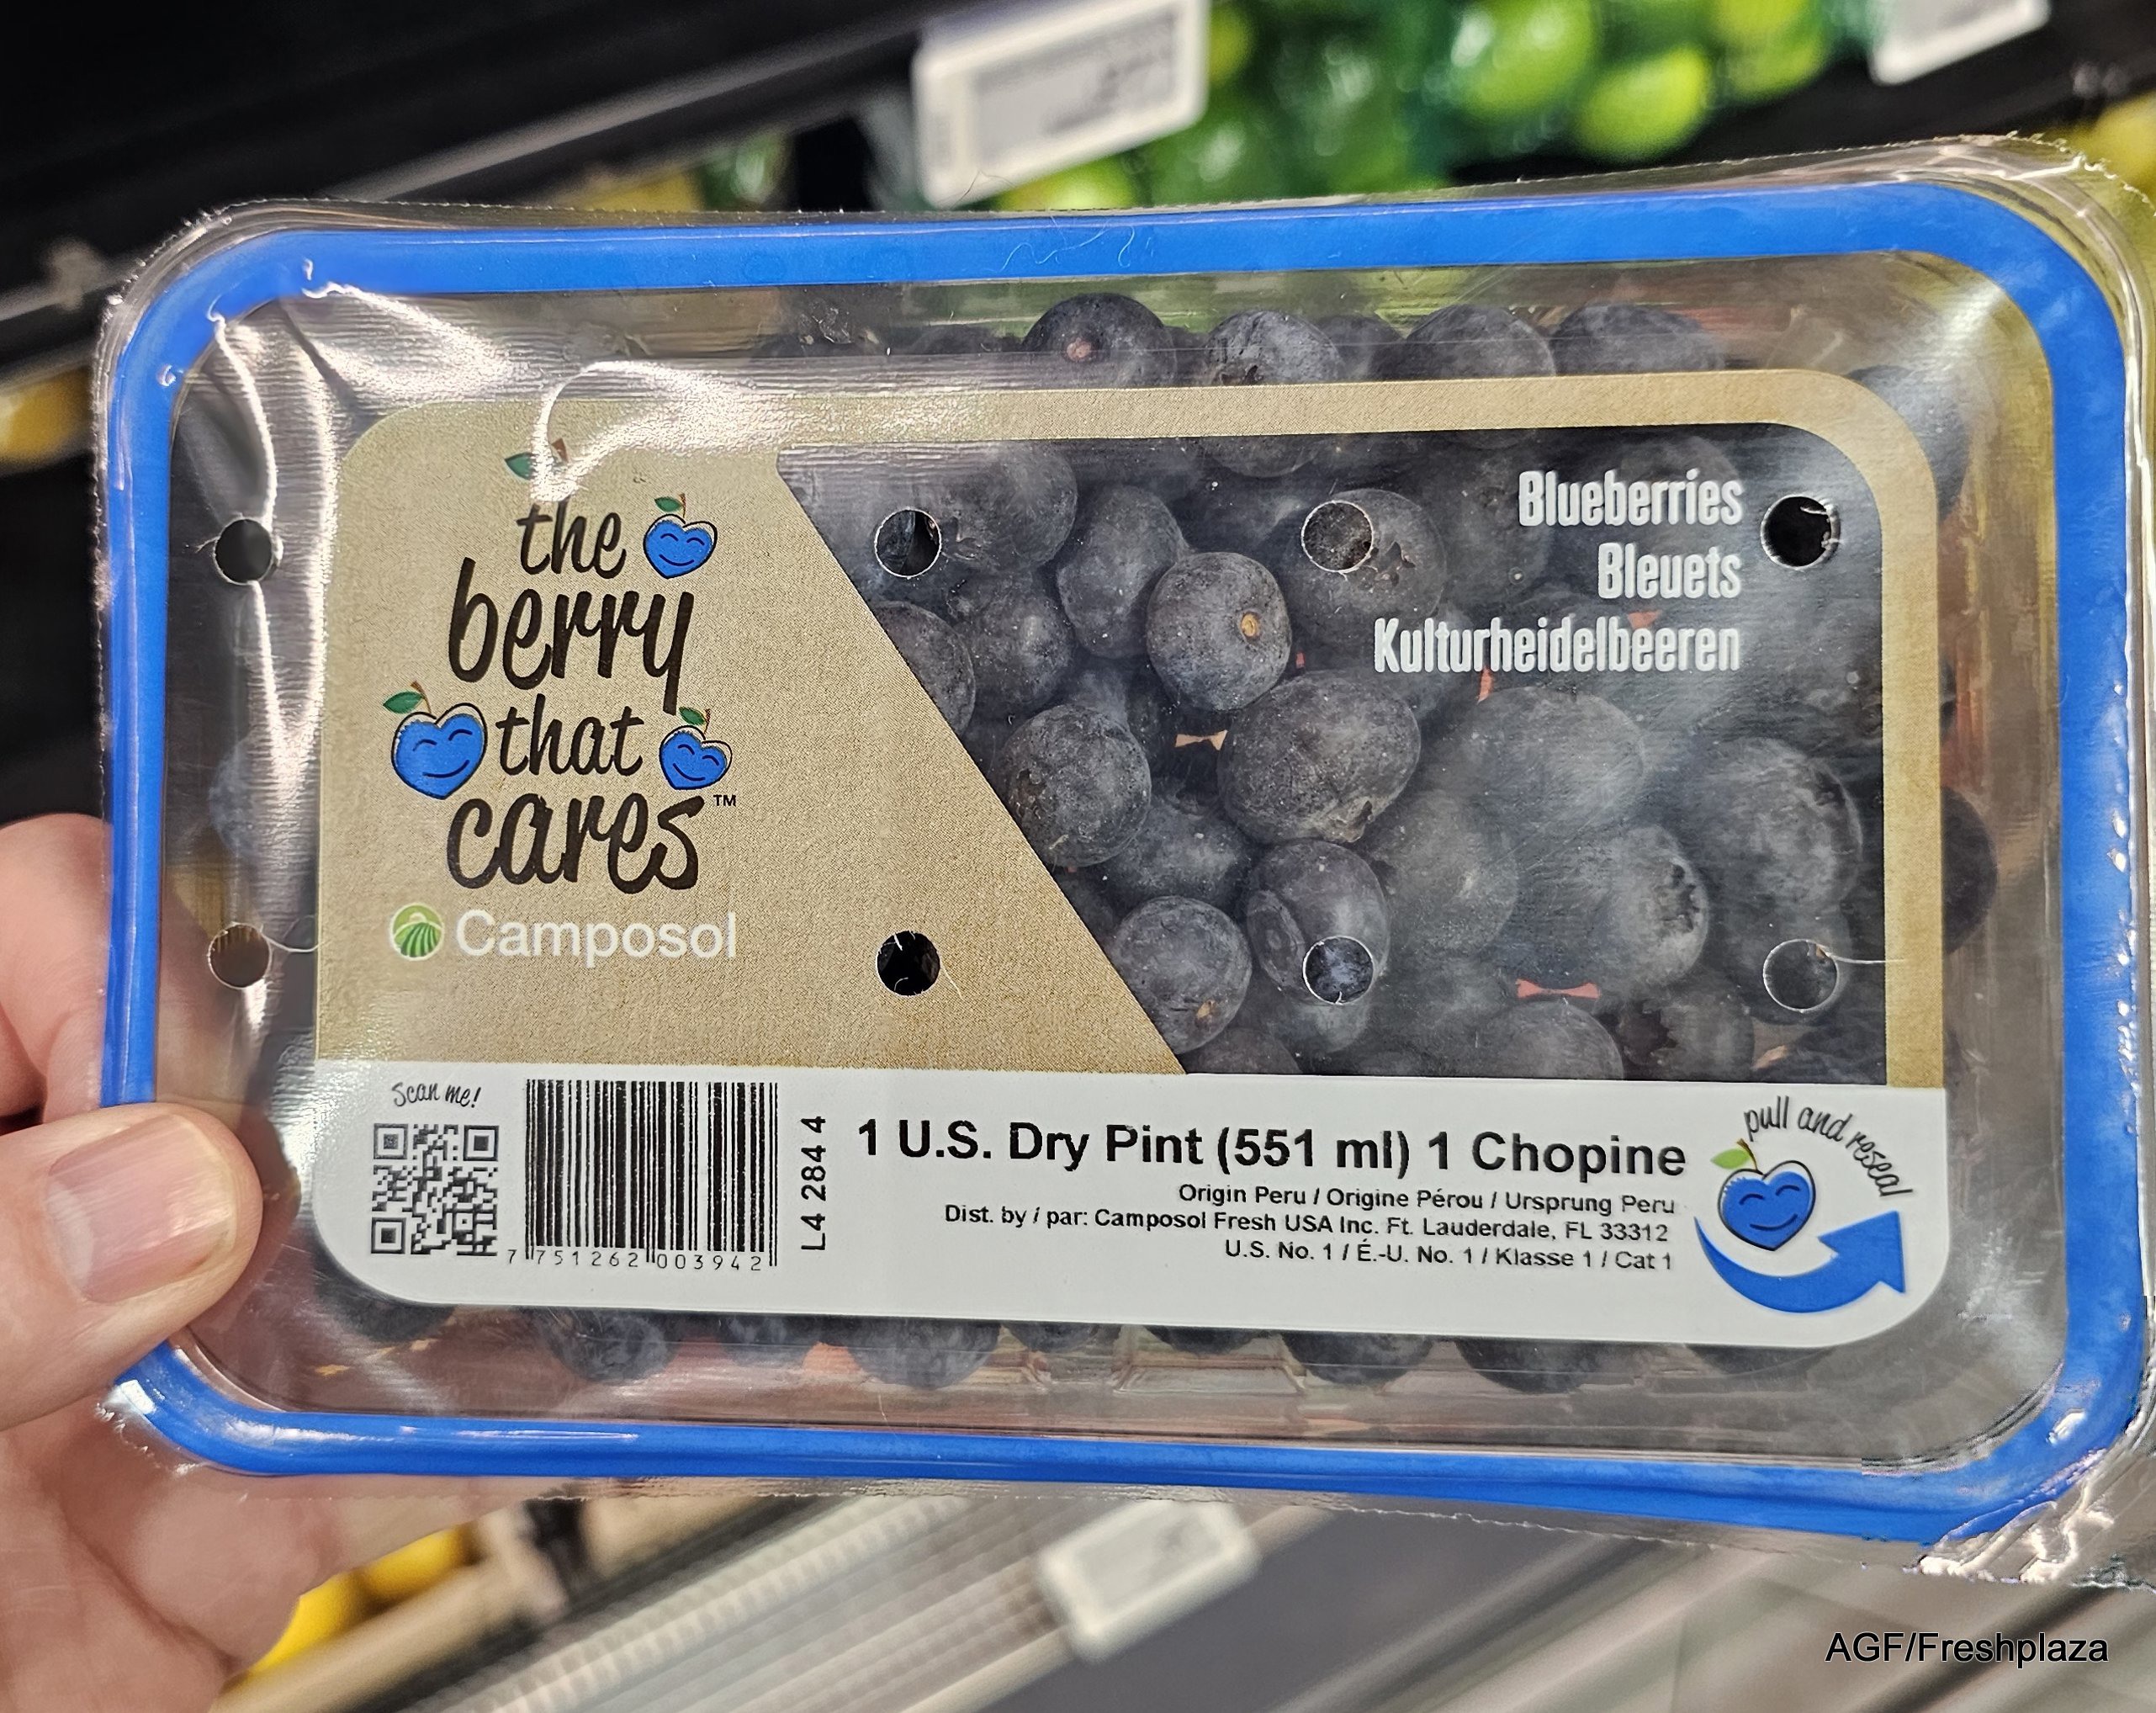 the
berry
that
cares™
Camposol
Blueberries
Bleuets
Kulturheidelbeeren
Scan me!
7 751262 003942
L4 284 4
1 U.S. Dry Pint (551 ml) 1 Chopine
Origin Peru / Origine Pérou / Ursprung Peru
Dist. by / par: Camposol Fresh USA Inc. Ft. Lauderdale, FL 33312
U.S. No. 1 / É.-U. No. 1 / Klasse 1 / Cat 1
pull and reseal
AGF/Freshplaza